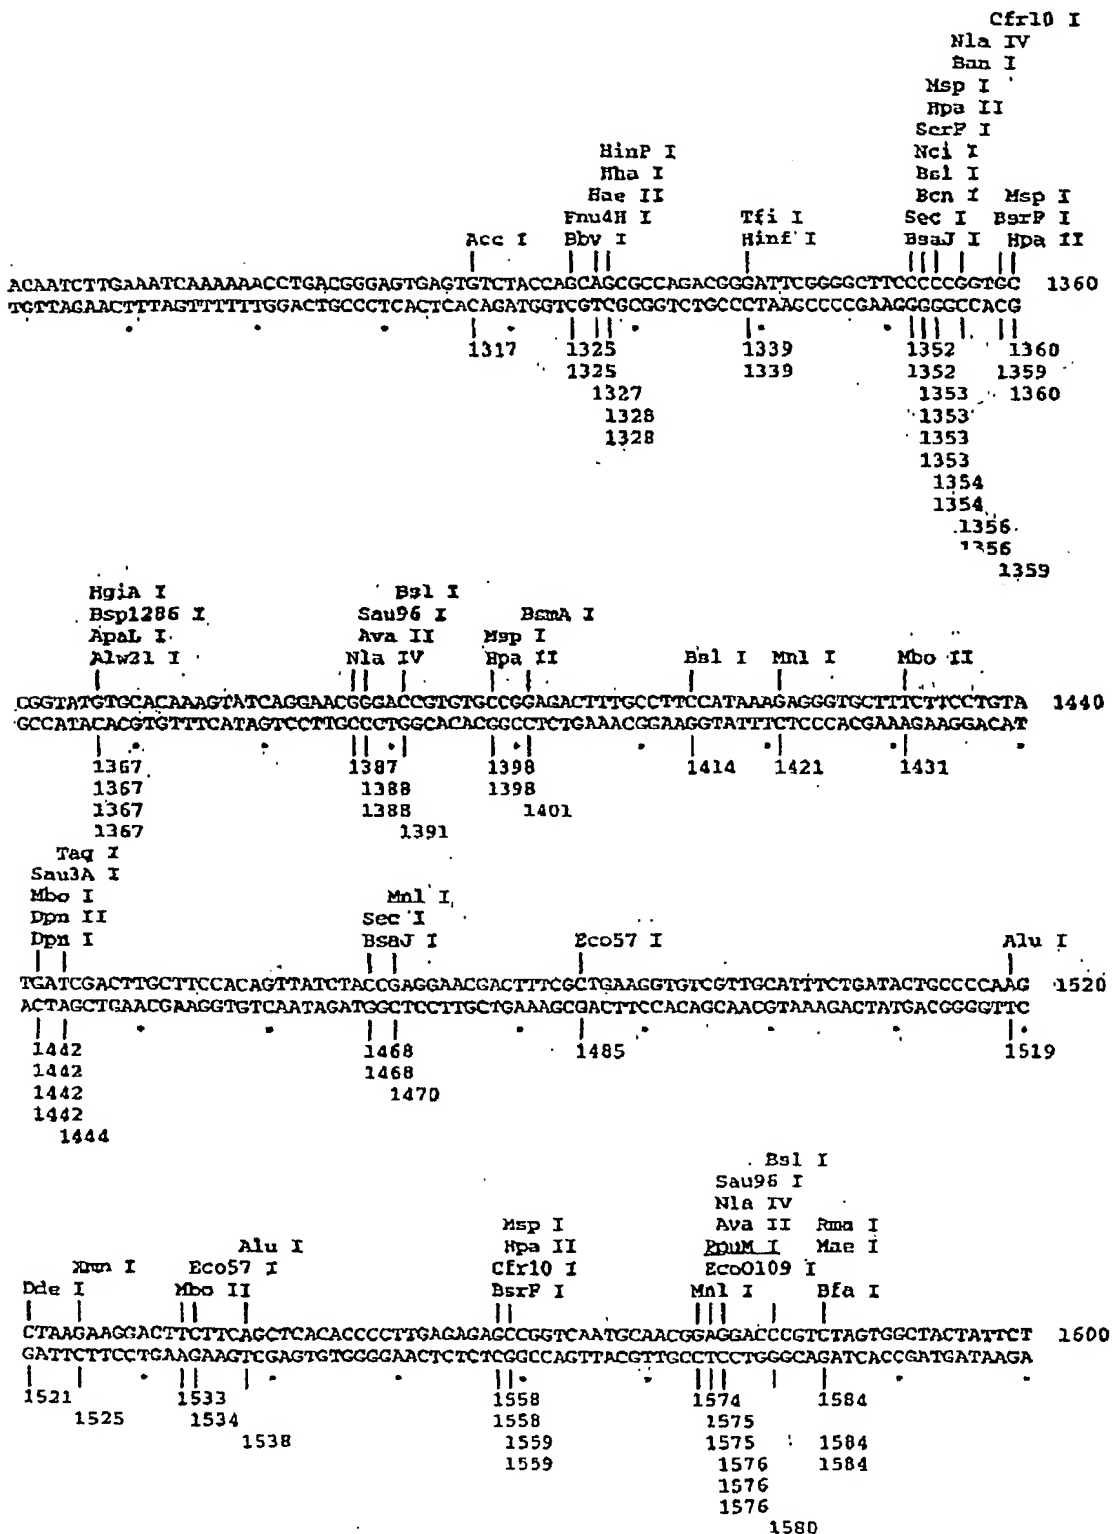 Cfr10 I
Nla IV
Ban I
Msp I
Hpa II
ScrF I
HinP I Nci I
Hha I Bsl I
Hae II Bcn I Msp I
Fnu4H I Tfi I Sec I BsrF I
Acc I Bbv I Hinf I BsaJ I Hpa II
ACAATCTTGAAATCAAAAAACCTGACGGGAGTGAGTGTCTACCAGCAGCGCCAGACGGGATTCGGGGCTTCCCCCGGTGC 1360
TGTTAGAACTTTAGTTTTTTGGACTGCCCTCACTCACAGATGGTCGTCGCGGTCTGCCCTAAGCCCCGAAGGGGGCCACG
1317 1325 1339 1352 1360
1325 1339 1352 1359
1327 1353 1360
1328 1353
1328 1353
1353
1354
1354
1356
1356
1359
HgiA I Bsl I
Bsp1286 I Sau96 I BsmA I
ApaL I Ava II Msp I
Alw21 I Nla IV Hpa II Bsl I Mnl I Mbo II
CGGTATGTGCACAAAGTATCAGGAACGGGACCGTGTGCCGGAGACTTTGCCTTCCATAAAGAGGGTGCTTTCTTCCTGTA 1440
GCCATACACGTGTTTCATAGTCCTTGCCCTGGCACACGGCCTCTGAAACGGAAGGTATTTCTCCCACGAAAGAAGGACAT
1367 1387 1398 1414 1421 1431
1367 1388 1398
1367 1388 1401
1367 1391
Taq I
Sau3A I
Mbo I Mnl I
Dpn II Sec I
Dpn I BsaJ I Eco57 I Alu I
TGATCGACTTGCTTCCACAGTTATCTACCGAGGAACGACTTTCGCTGAAGGTGTCGTTGCATTTCTGATACTGCCCCAAG 1520
ACTAGCTGAACGAAGGTGTCAATAGATGGCTCCTTGCTGAAAGCGACTTCCACAGCAACGTAAAGACTATGACGGGGTTC
1442 1468 1485 1519
1442 1468
1442 1470
1442
1444
Bsl I
Sau96 I
Msp I Nla IV
Alu I Hpa II Ava II Rma I
Xmn I Eco57 I Cfr10 I PpuM I Mae I
EcoO109 I
Dde I Mbo II BsrF I Mnl I Bfa I
CTAAGAAGGACTTCTTCAGCTCACACCCCTTGAGAGAGCCGGTCAATGCAACGGAGGACCCGTCTAGTGGCTACTATTCT 1600
GATTCTTCCTGAAGAAGTCGAGTGTGGGGAACTCTCTCGGCCAGTTACGTTGCCTCCTGGGCAGATCACCGATGATAAGA
1521 1533 1558 1574 1584
1525 1534 1558 1575
1538 1559 1575 1584
1559 1576 1584
1576
1576
1580